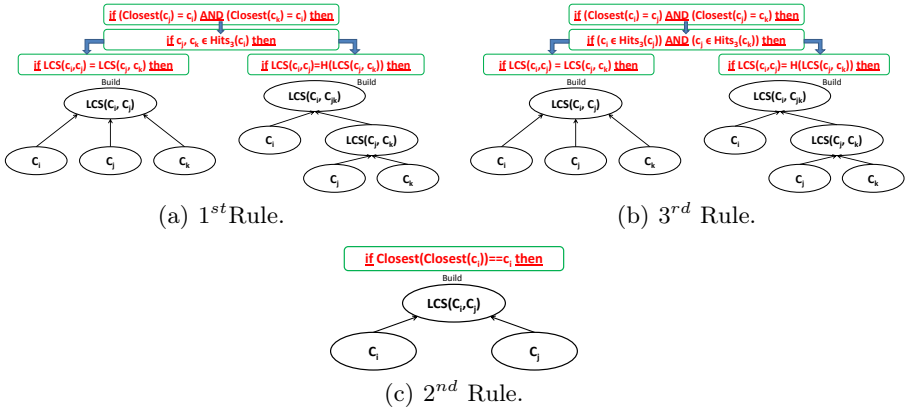 if (Closest(cj) = ci) AND (Closest(ck) = ci) then
if cj, ck ∈ Hits3(ci) then
if LCS(ci,cj) = LCS(cj, ck) then
if LCS(ci,cj)=H(LCS(cj, ck)) then
Build
LCS(Ci, Cj)
Ci
Cj
Ck
Build
LCS(Ci, Cjk)
Ci
LCS(Cj, Ck)
Cj
Ck
(a) 1st Rule.
if (Closest(ci) = cj) AND (Closest(cj) = ck) then
if (ci ∈ Hits3(cj)) AND (cj ∈ Hits3(ck)) then
if LCS(ci,cj) = LCS(cj, ck) then
if LCS(ci,cj)= H(LCS(cj, ck)) then
Build
LCS(Ci, Cj)
Ci
Cj
Ck
Build
LCS(Ci, Cjk)
Ci
LCS(Cj, Ck)
Cj
Ck
(b) 3rd Rule.
if Closest(Closest(ci))==ci then
Build
LCS(Ci,Cj)
Ci
Cj
(c) 2nd Rule.